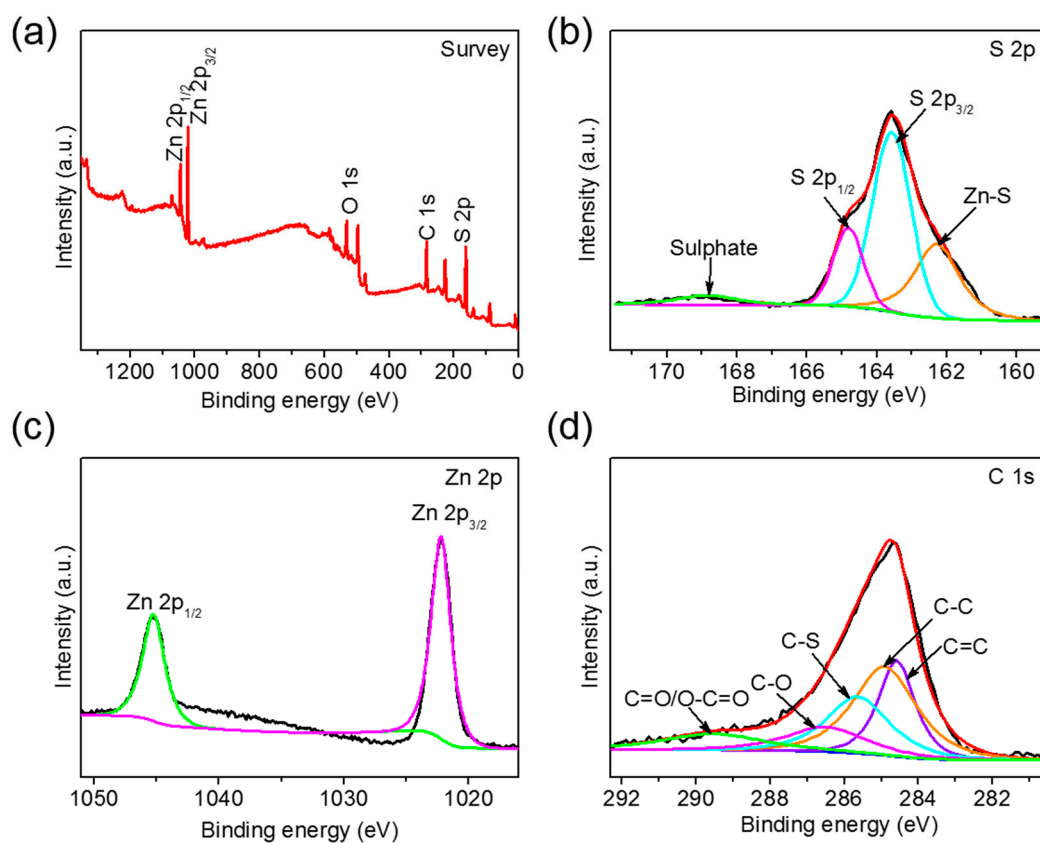 (a)
Survey
Zn 2p1/2
Zn 2p3/2
O 1s
C 1s
S 2p
Intensity (a.u.)
1200 1000 800 600 400 200 0
Binding energy (eV)
(b)
S 2p
S 2p3/2
S 2p1/2
Zn-S
Sulphate
Intensity (a.u.)
170 168 166 164 162 160
Binding energy (eV)
(c)
Zn 2p
Zn 2p3/2
Zn 2p1/2
Intensity (a.u.)
1050 1040 1030 1020
Binding energy (eV)
(d)
C 1s
C-C
C-S
C=C
C-O
C=O/O-C=O
Intensity (a.u.)
292 290 288 286 284 282
Binding energy (eV)